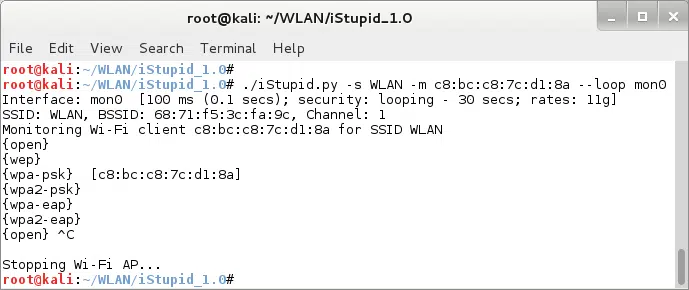 root@kali: ~/WLAN/iStupid_1.0
File Edit View Search Terminal Help
root@kali:~/WLAN/iStupid_1.0#
root@kali:~/WLAN/iStupid_1.0# ./iStupid.py -s WLAN -m c8:bc:c8:7c:d1:8a --loop mon0
Interface: mon0 [100 ms (0.1 secs); security: looping - 30 secs; rates: 11g]
SSID: WLAN, BSSID: 68:71:f5:3c:fa:9c, Channel: 1
Monitoring Wi-Fi client c8:bc:c8:7c:d1:8a for SSID WLAN
{open}
{wep}
{wpa-psk} [c8:bc:c8:7c:d1:8a]
{wpa2-psk}
{wpa-eap}
{wpa2-eap}
{open} ^C
Stopping Wi-Fi AP...
root@kali:~/WLAN/iStupid_1.0#